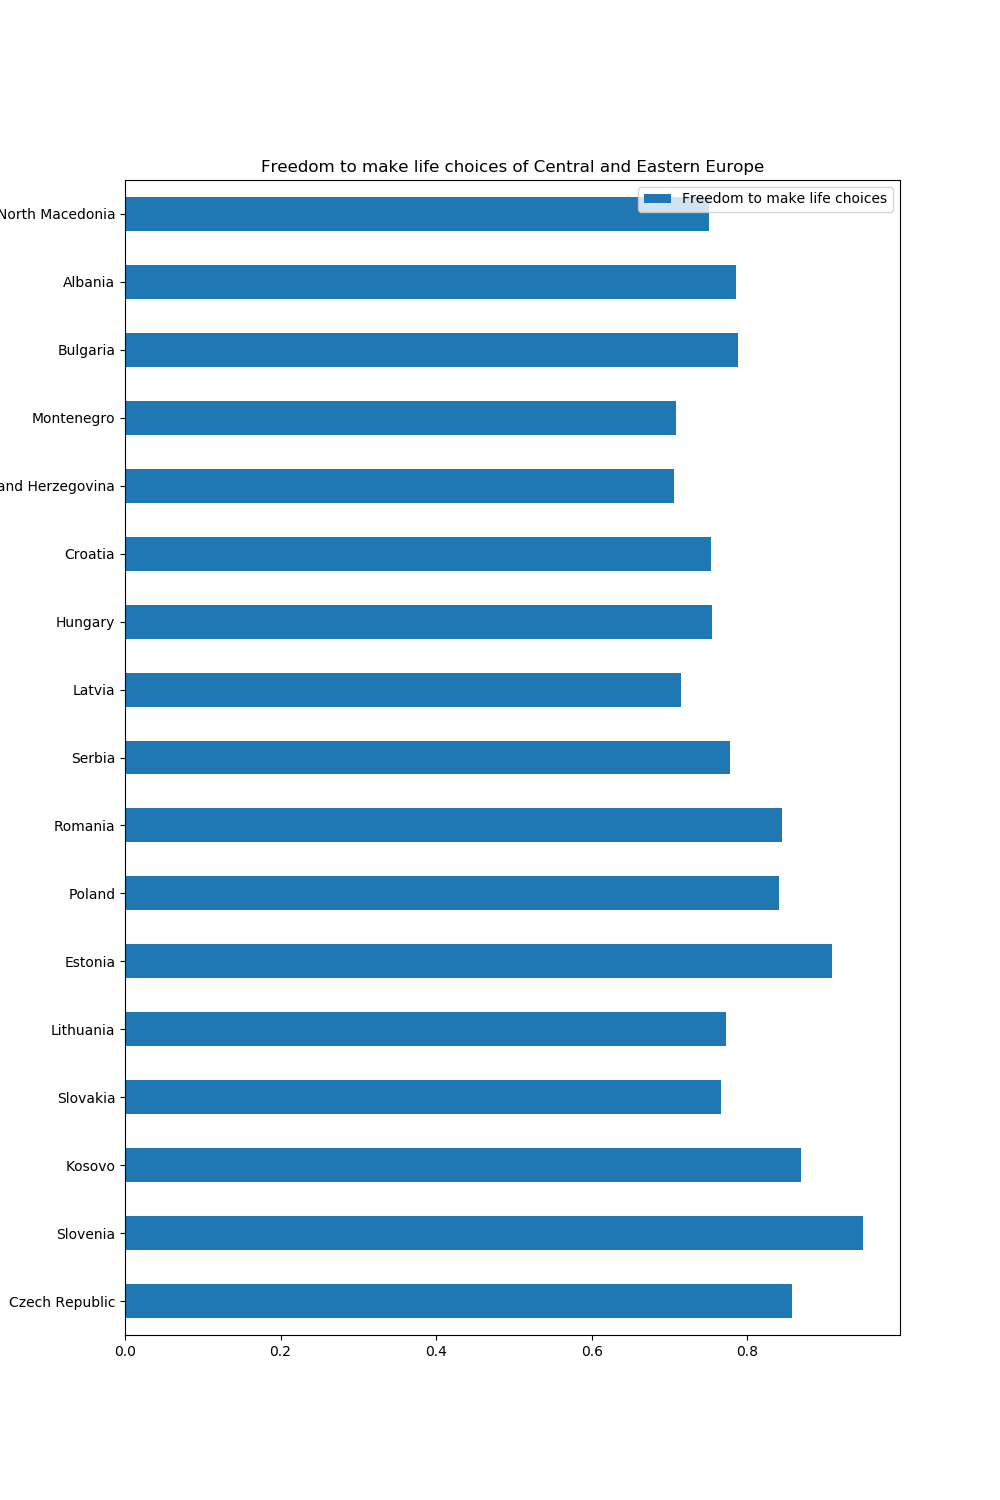 Freedom to make life choices of Central and Eastern Europe
Freedom to make life choices
North Macedonia
Albania
Bulgaria
Montenegro
and Herzegovina
Croatia
Hungary
Latvia
Serbia
Romania
Poland
Estonia
Lithuania
Slovakia
Kosovo
Slovenia
Czech Republic
0.0 0.2 0.4 0.6 0.8